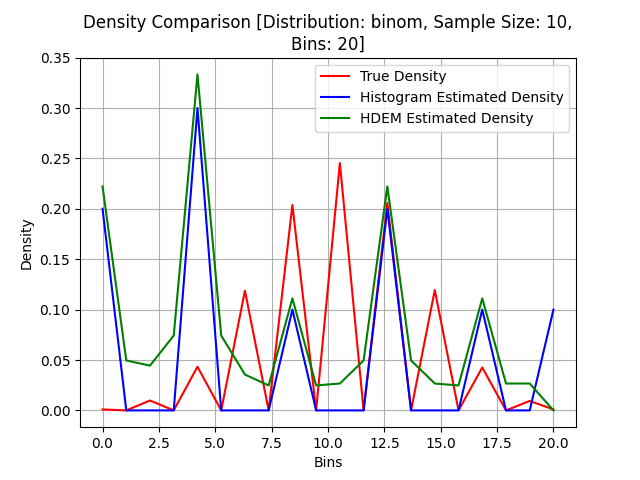 Density Comparison [Distribution: binom, Sample Size: 10,
Bins: 20]
True Density
Histogram Estimated Density
HDEM Estimated Density
Density
0.35
0.30
0.25
0.20
0.15
0.10
0.05
0.00
0.0 2.5 5.0 7.5 10.0 12.5 15.0 17.5 20.0
Bins